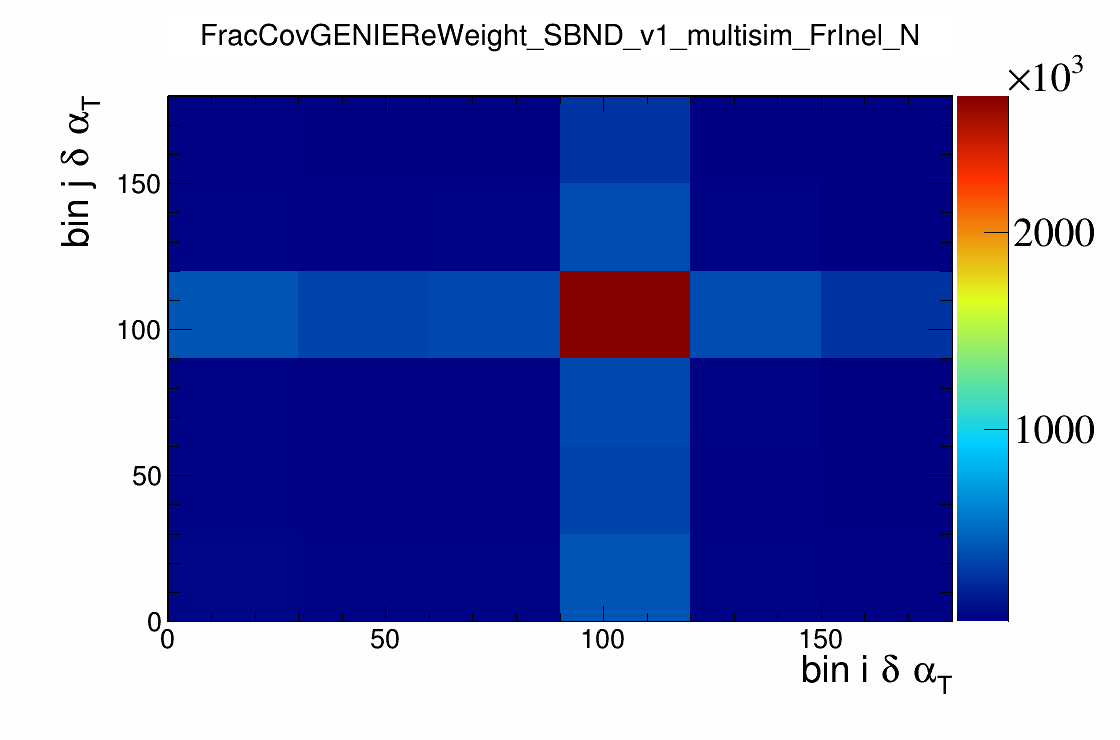 FracCovGENIEReWeight_SBND_v1_multisim_FrInel_N
×10³
bin j δ α_T
150
100
50
0
2000
1000
0 50 100 150
bin i δ α_T